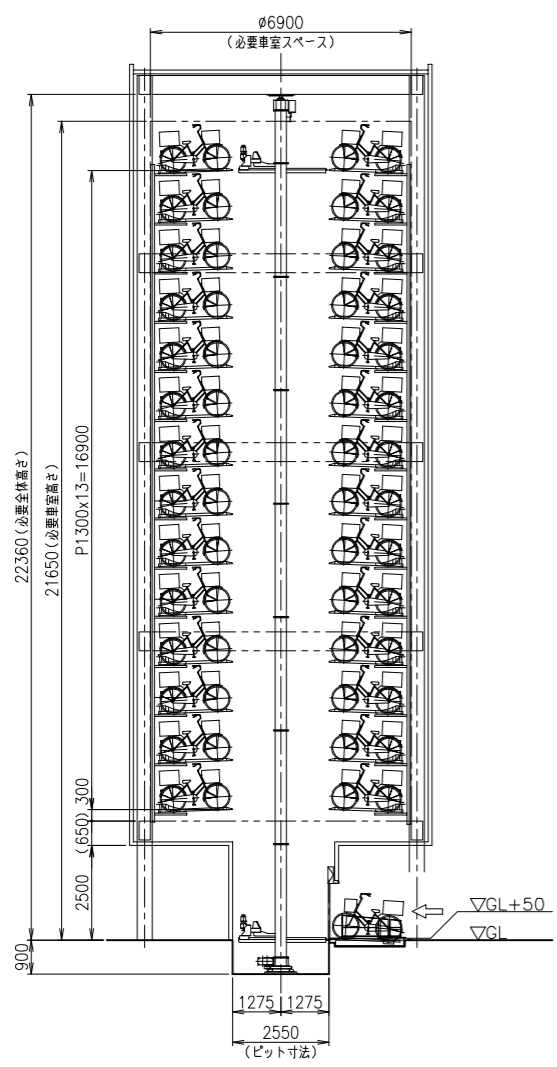 ø6900
(必要車室スペース)
22360(必要全体高さ)
21650(必要車室高さ)
P1300x13=16900
300
(650)
2500
900
▽GL+50
▽GL
1275
1275
2550
(ピット寸法)